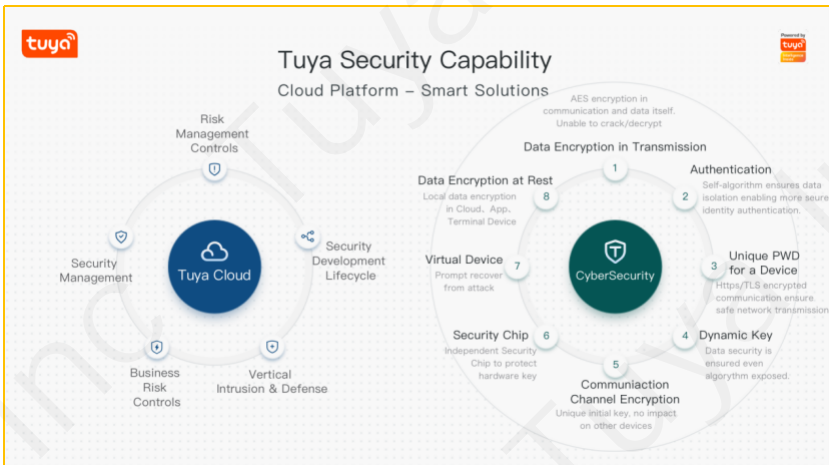 tuya
Powered by
tuya
Tuya Security Capability
Cloud Platform – Smart Solutions
Risk
Management
Controls
Security
Management
Tuya Cloud
Security
Development
Lifecycle
Business
Risk
Controls
Vertical
Intrusion & Defense
AES encryption in
communication and data itself.
Unable to crack/decrypt
Data Encryption in Transmission
1
Authentication
2
Self-algorithm ensures data
isolation enabling more seure
identity authentication.
Unique PWD
for a Device
3
Https/TLS encrypted
communication ensure
safe network transmission
4
Dynamic Key
Data security is
ensured even
algorythm exposed.
5
Communiaction
Channel Encryption
Unique initial key, no impact
on other devices
Security Chip
6
Independent Security
Chip to protect
hardware key
Virtual Device
7
Prompt recover
from attack
Data Encryption at Rest
8
Local data encryption
in Cloud、App、
Terminal Device
CyberSecurity
Inc
Tuya
Tuya